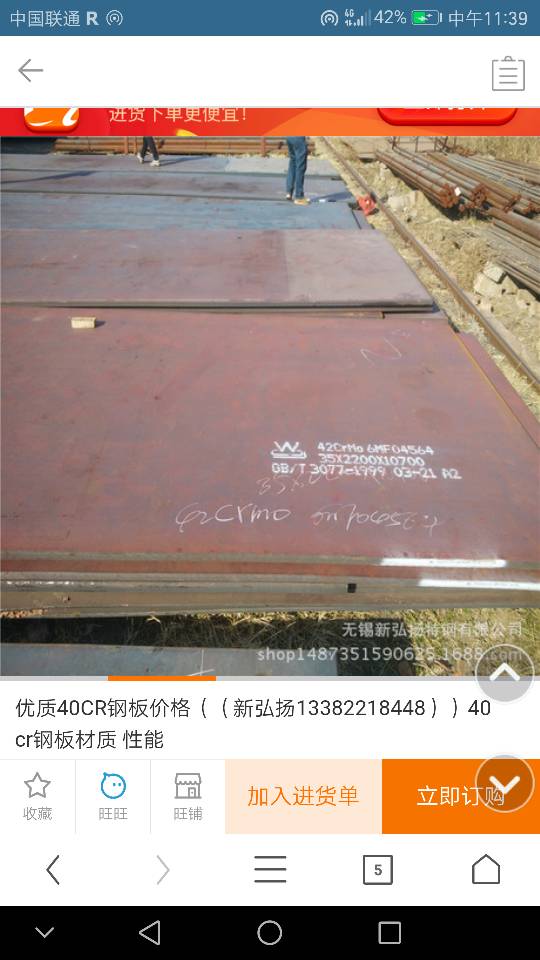 中国联通 R 4G 42% 中午11:39
进货下单更便宜！
42CrMo 6MF04564
35X2200X10700
GB/T 3077-1999 03-21 A2
42crmo
无锡新弘扬特钢有限公司
shop1487351590625.1688.com
优质40CR钢板价格（（新弘扬13382218448））40
cr钢板材质 性能
收藏 旺旺 旺铺 加入进货单 立即订购
5